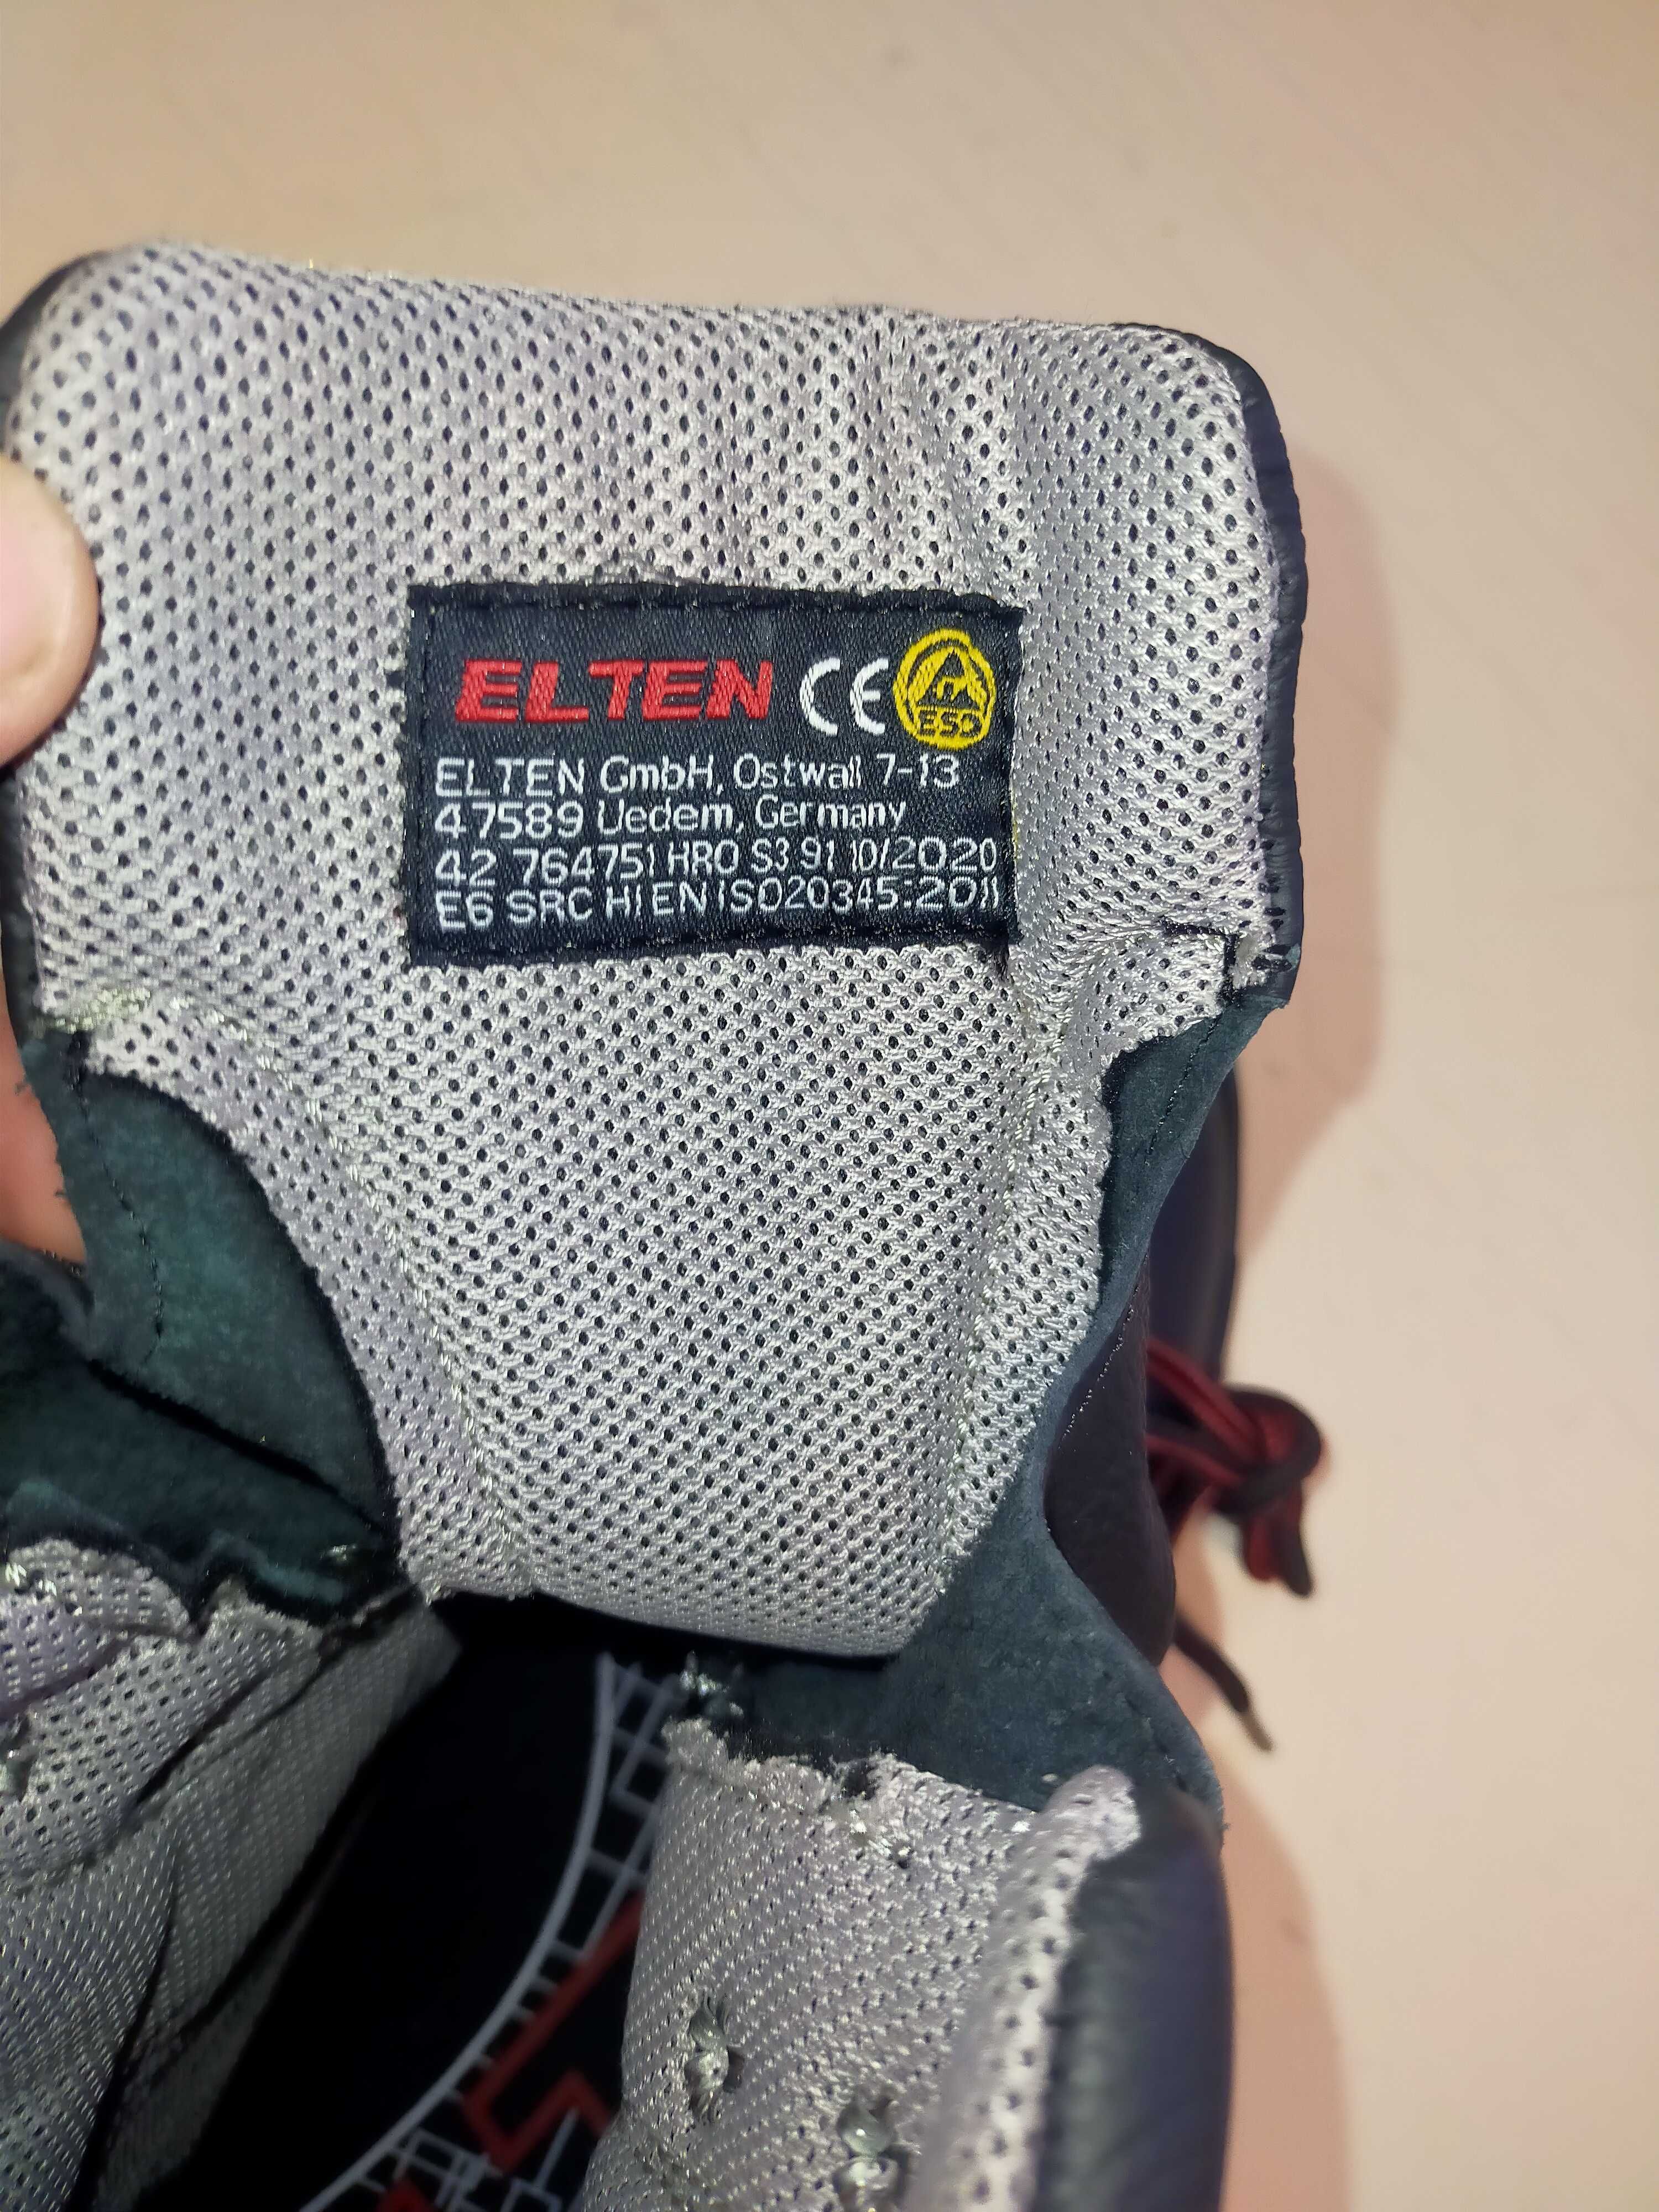 ELTEN CE ESD
ELTEN GmbH, Ostwall 7-13
47589 Uedem, Germany
42 764751 HRO S3 91 10/2020
E6 SRC HI EN ISO20345:2011